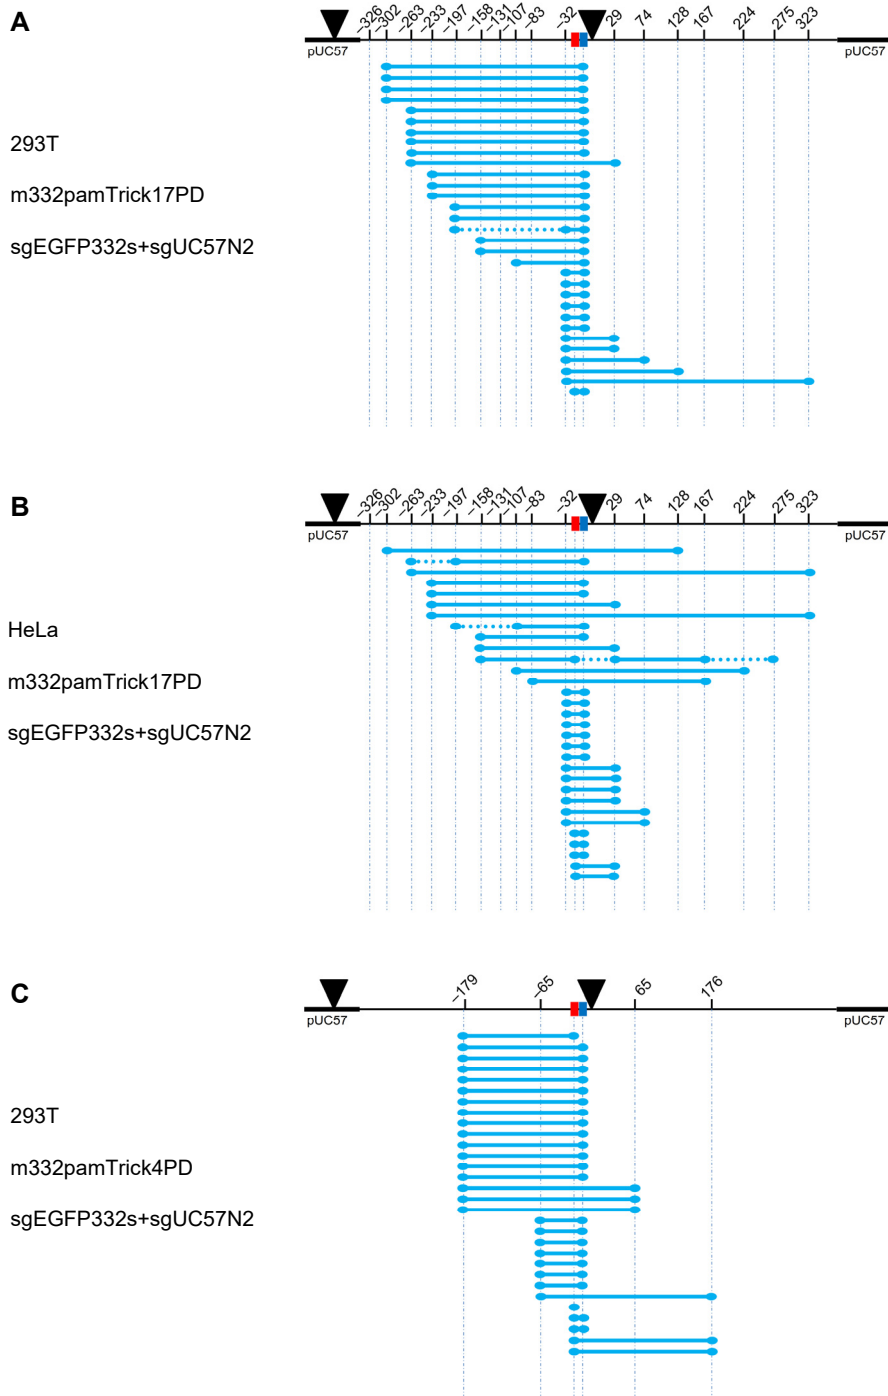 A
−326 −302 −263 −233 −197 −158 −131 −107 −83 −32 29 74 128 167 224 275 323
pUC57 pUC57
293T
m332pamTrick17PD
sgEGFP332s+sgUC57N2
B
−326 −302 −263 −233 −197 −158 −131 −107 −83 −32 29 74 128 167 224 275 323
pUC57 pUC57
HeLa
m332pamTrick17PD
sgEGFP332s+sgUC57N2
C
−179 −65 65 176
pUC57 pUC57
293T
m332pamTrick4PD
sgEGFP332s+sgUC57N2